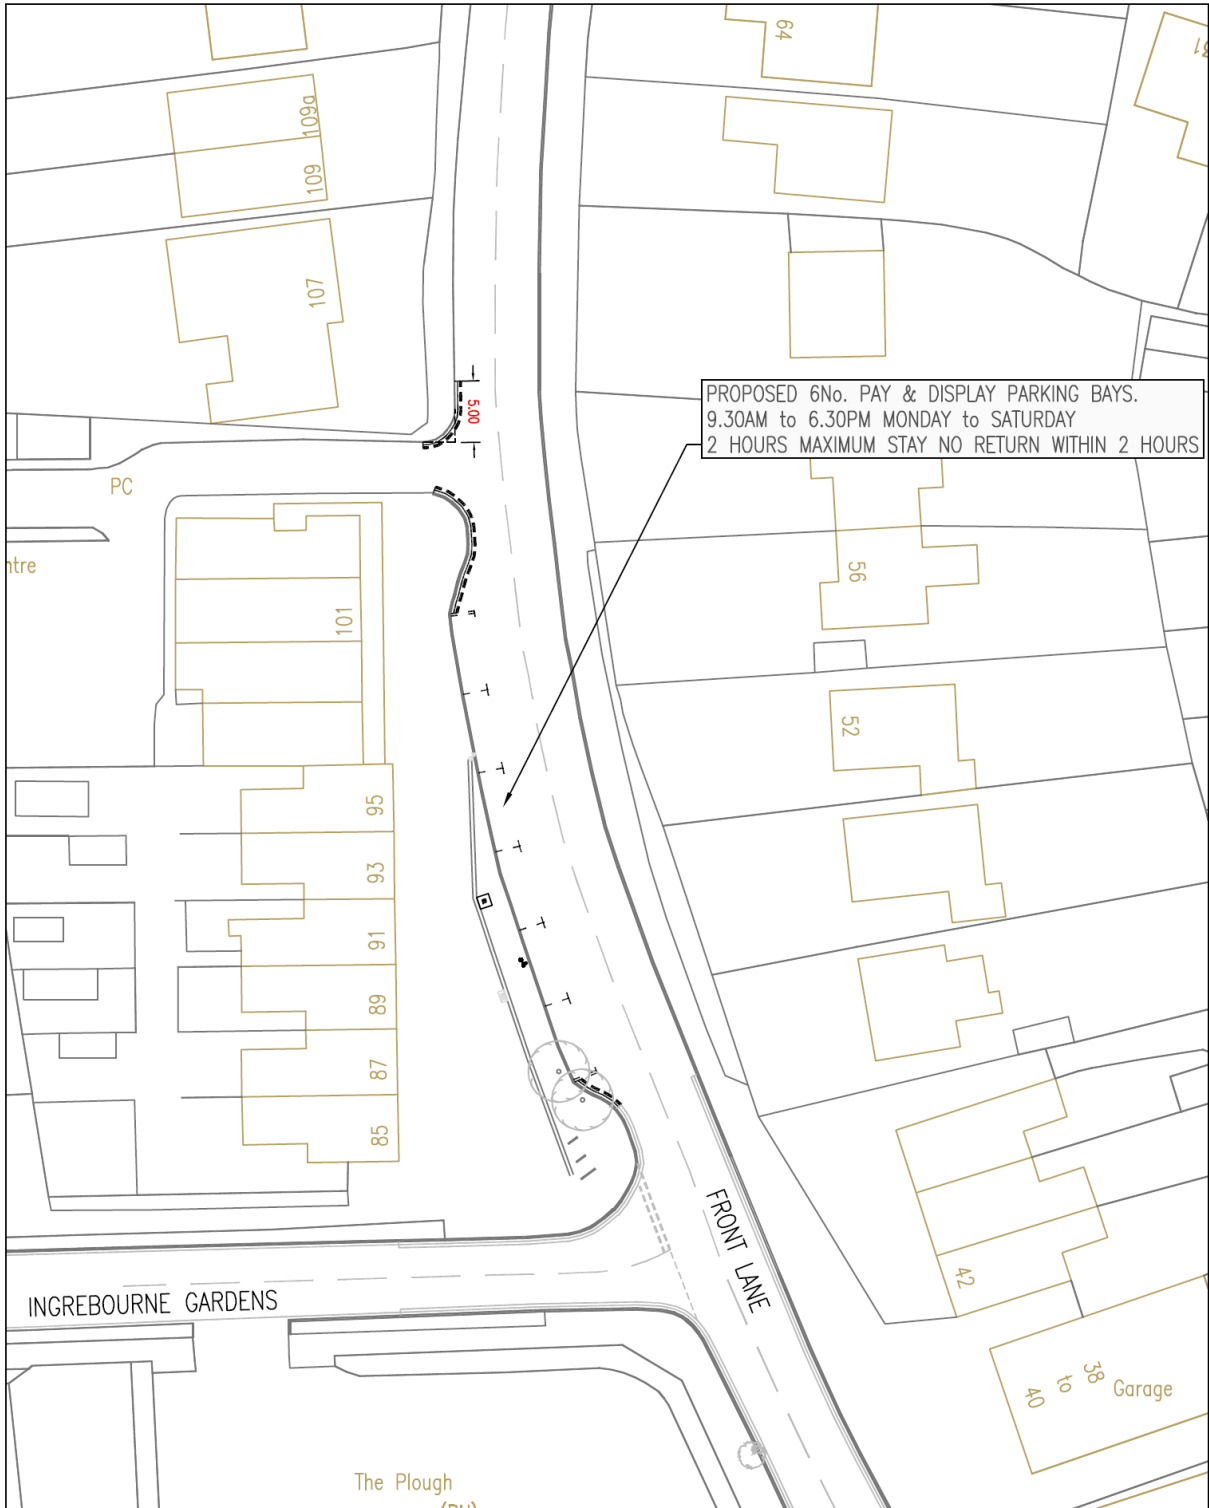 64
31
109a
109
107
5.00
PROPOSED 6No. PAY & DISPLAY PARKING BAYS.
9.30AM to 6.30PM MONDAY to SATURDAY
2 HOURS MAXIMUM STAY NO RETURN WITHIN 2 HOURS
PC
ntre
56
101
52
95
93
91
89
87
85
FRONT LANE
42
INGREBOURNE GARDENS
38
to
40
Garage
The Plough
(PH)